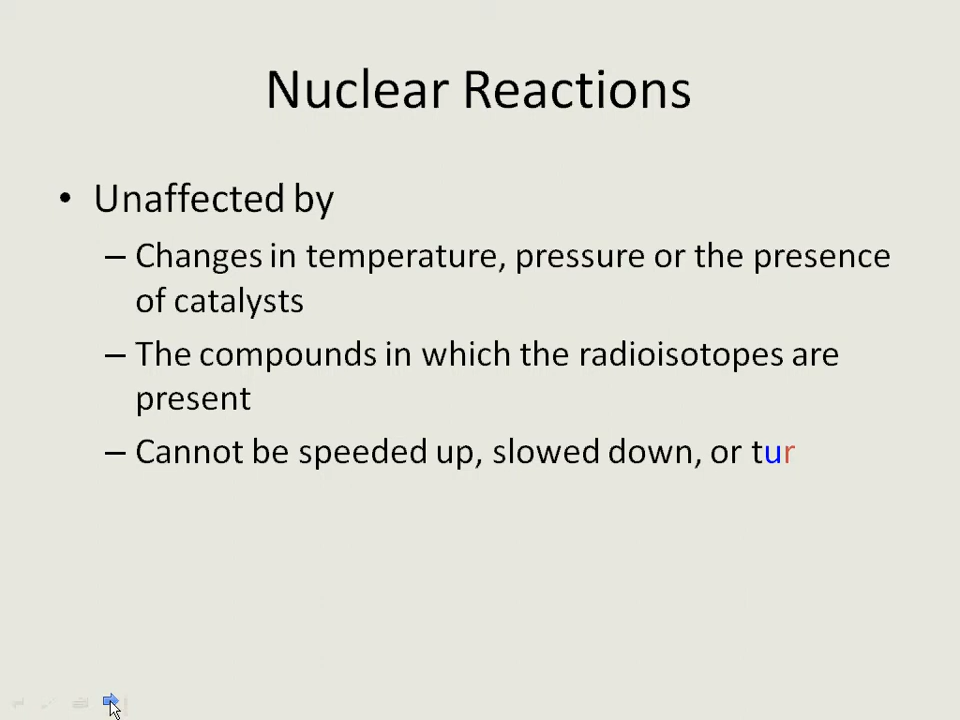 Nuclear Reactions
• Unaffected by
– Changes in temperature, pressure or the presence
of catalysts
– The compounds in which the radioisotopes are
present
– Cannot be speeded up, slowed down, or tur